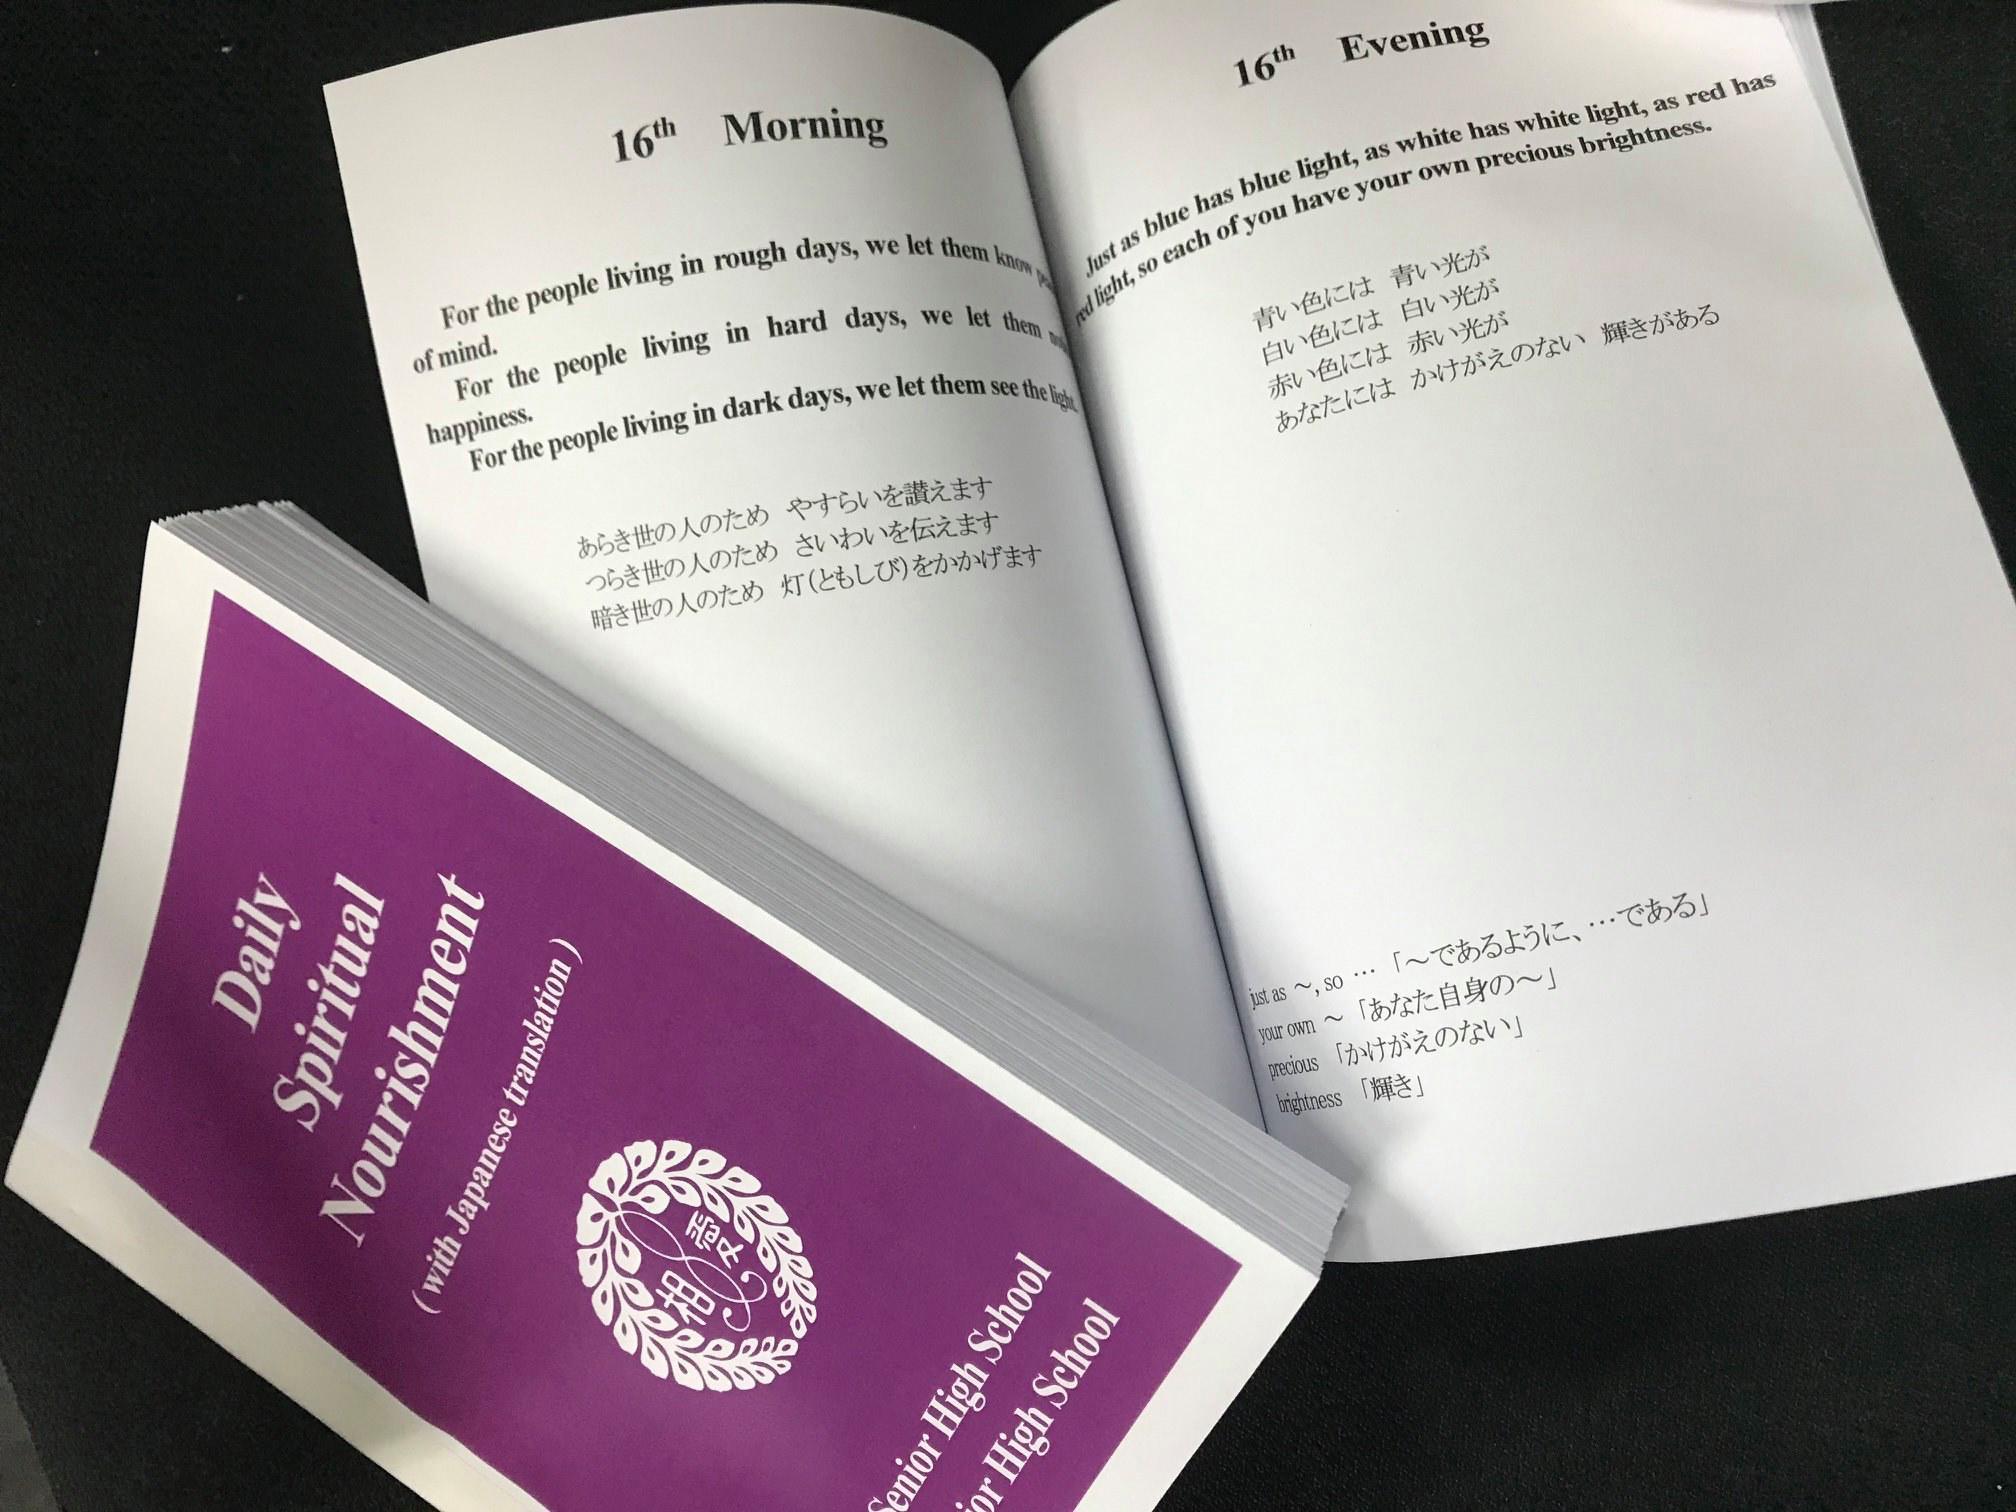 16th Morning
For the people living in rough days, we let them know
of mind.
For the people living in hard days, we let them
happiness.
For the people living in dark days, we let them see the light.
あらき世の人のため やすらいを讃えます
つらき世の人のため さいわいを伝えます
暗き世の人のため 灯(ともしび)をかかげます
16th Evening
Just as blue has blue light, as white has white light, as red has
red light, so each of you have your own precious brightness.
青い色には 青い光が
白い色には 白い光が
赤い色には 赤い光が
あなたには かけがえのない 輝きがある
just as ～, so …「～であるように、…である」
your own ～「あなた自身の～」
precious「かけがえのない」
brightness「輝き」
Daily
Spiritual
Nourishment
( with Japanese translation )
相愛
Senior High School
High School